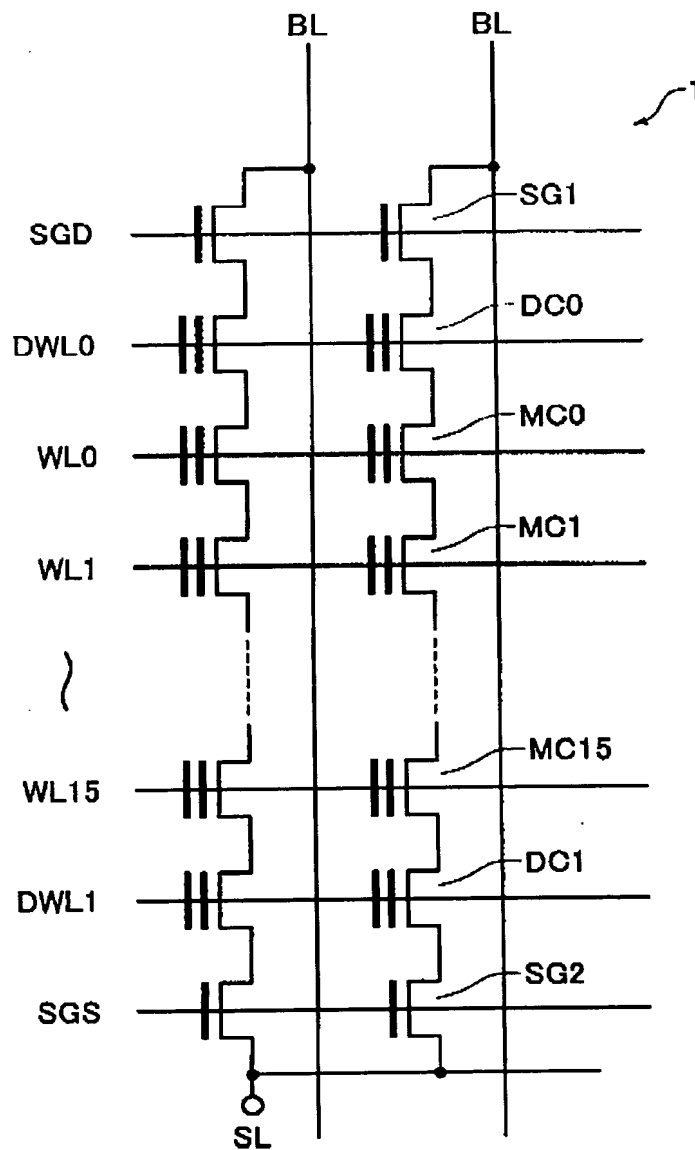 BL BL
1
SGD SG1
DWL0 DC0
WL0 MC0
WL1 MC1
WL15 MC15
DWL1 DC1
SGS SG2
SL